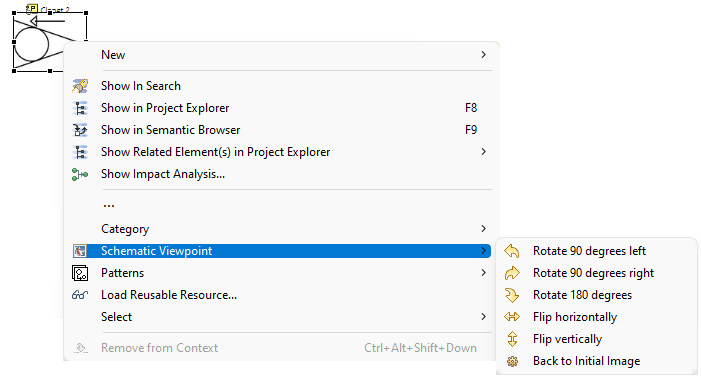 Clapet 2
New
Show In Search
Show in Project Explorer F8
Show in Semantic Browser F9
Show Related Element(s) in Project Explorer
Show Impact Analysis...
...
Category
Schematic Viewpoint
Patterns
Load Reusable Resource...
Select
Remove from Context Ctrl+Alt+Shift+Down
Rotate 90 degrees left
Rotate 90 degrees right
Rotate 180 degrees
Flip horizontally
Flip vertically
Back to Initial Image